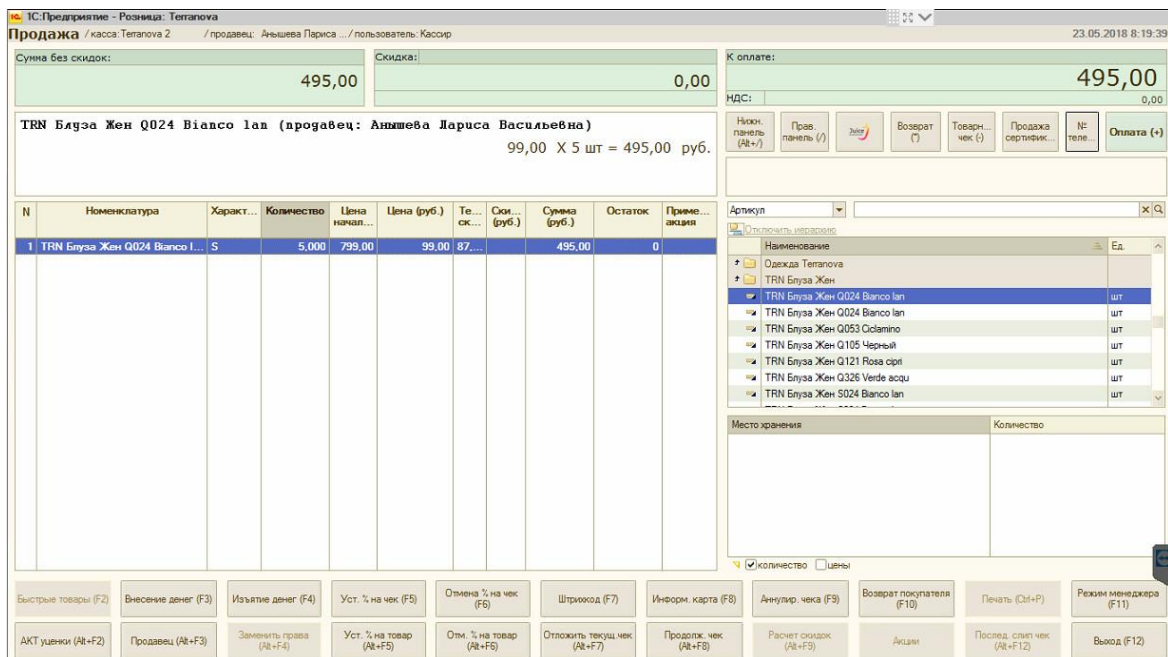 1С:Предприятие - Розница: Terranova
Продажа / касса: Terranova 2 / продавец: Анышева Лариса ... / пользователь: Кассир 23.05.2018 8:19:39
Сумма без скидок: Скидка: К оплате:
495,00 0,00 495,00
НДС: 0,00
TRN Блуза Жен Q024 Bianco lan (продавец: Анышева Лариса Васильевна)
99,00 X 5 шт = 495,00 руб.
Нижн. панель (Alt+/) Прав. панель (/) Juice Возврат (*) Товарн... чек (-) Продажа сертифик... № теле... Оплата (+)
N Номенклатура Характ... Количество Цена начал... Цена (руб.) Те... ск... Ски... (руб.) Сумма (руб.) Остаток Приме... акция
1 TRN Блуза Жен Q024 Bianco l... S 5,000 799,00 99,00 87,... 495,00 0
Артикул
Отключить иерархию
Наименование Ед.
Одежда Terranova
TRN Блуза Жен
TRN Блуза Жен Q024 Bianco lan шт
TRN Блуза Жен Q024 Bianco lan шт
TRN Блуза Жен Q053 Ciclamino шт
TRN Блуза Жен Q105 Черный шт
TRN Блуза Жен Q121 Rosa cipri шт
TRN Блуза Жен Q326 Verde acqu шт
TRN Блуза Жен S024 Bianco lan шт
Место хранения Количество
количество цены
Быстрые товары (F2) Внесение денег (F3) Изъятие денег (F4) Уст. % на чек (F5) Отмена % на чек (F6) Штрихкод (F7) Информ. карта (F8) Аннулир. чека (F9) Возврат покупателя (F10) Печать (Ctrl+P) Режим менеджера (F11)
АКТ уценки (Alt+F2) Продавец (Alt+F3) Заменить права (Alt+F4) Уст. % на товар (Alt+F5) Отм. % на товар (Alt+F6) Отложить текущ.чек (Alt+F7) Продолж. чек (Alt+F8) Расчет скидок (Alt+F9) Акции Послед. слип чек (Alt+F12) Выход (F12)